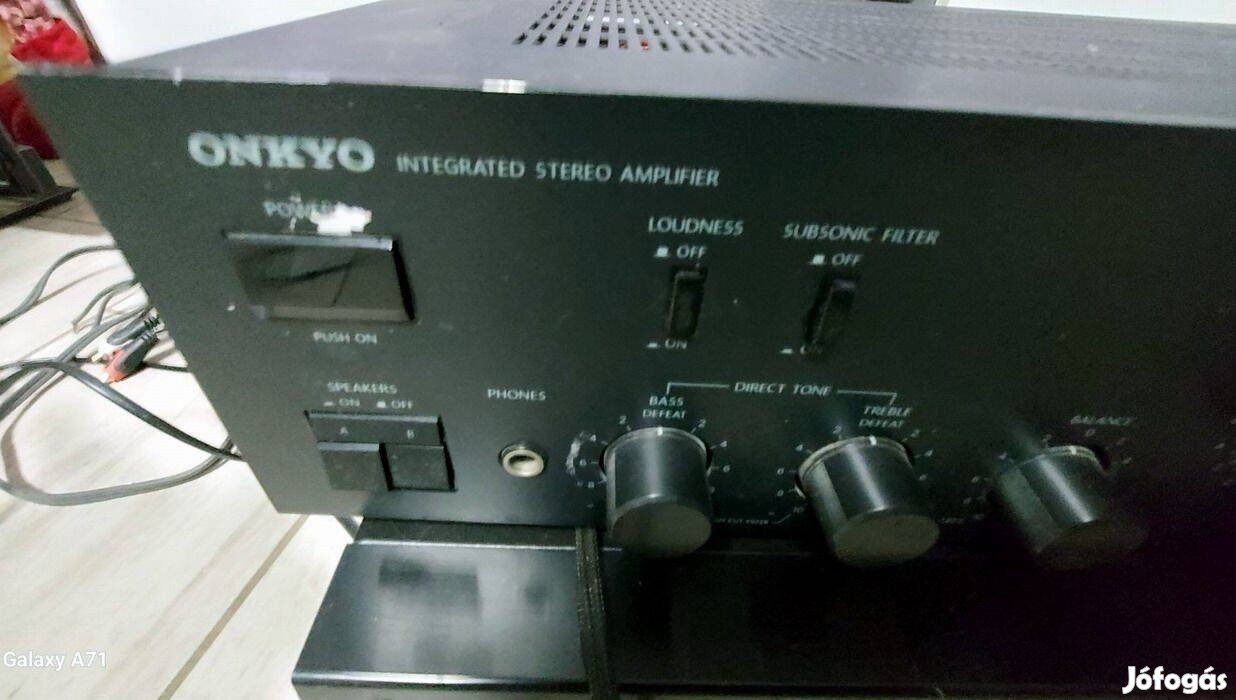 ONKYO INTEGRATED STEREO AMPLIFIER
POWER
LOUDNESS
OFF
ON
SUBSONIC FILTER
OFF
PUSH ON
SPEAKERS
ON OFF
A B
PHONES
DIRECT TONE
BASS
DEFEAT
TREBLE
DEFEAT
BALANCE
Galaxy A71
Jófogás